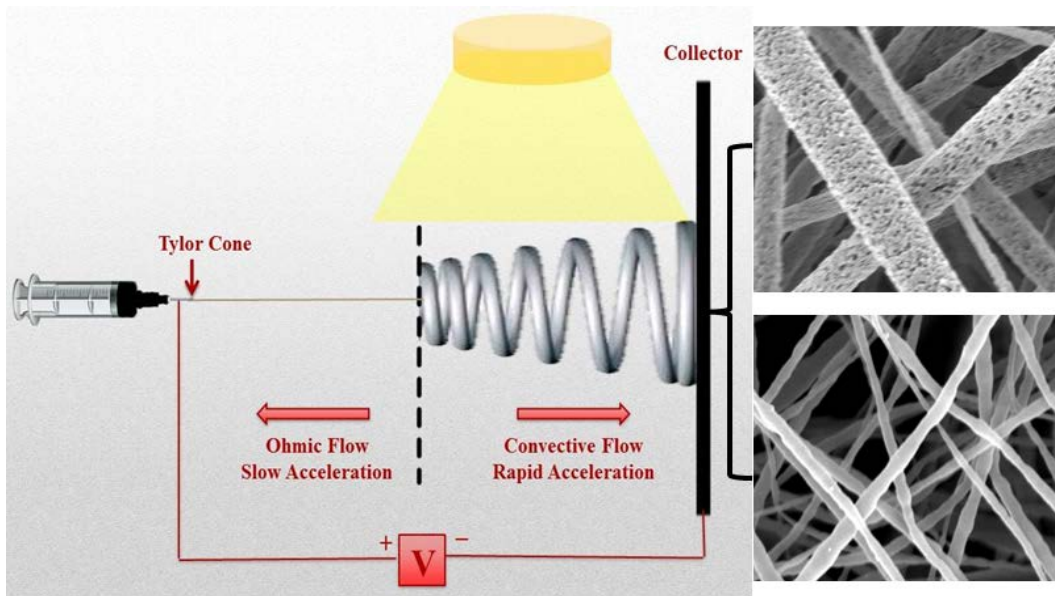 Collector
Tylor Cone
Ohmic Flow
Slow Acceleration
Convective Flow
Rapid Acceleration
+ V −